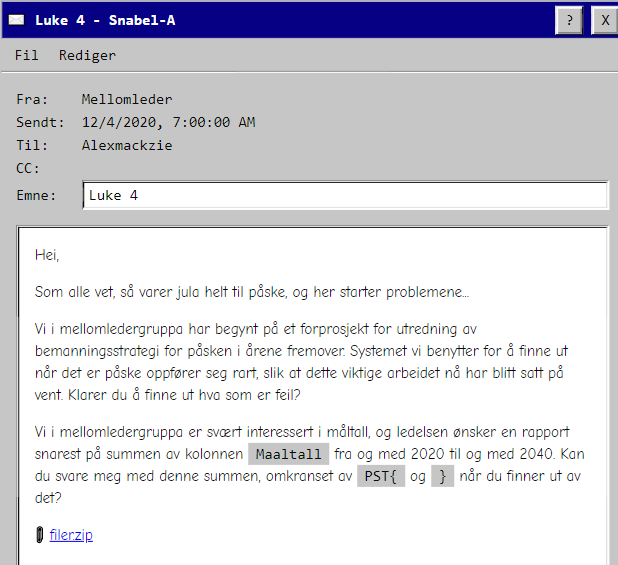 Luke 4 - Snabel-A
? X
Fil Rediger
Fra: Mellomleder
Sendt: 12/4/2020, 7:00:00 AM
Til: Alexmackzie
CC:
Emne: Luke 4
Hei,
Som alle vet, så varer jula helt til påske, og her starter problemene...
Vi i mellomledergruppa har begynt på et forprosjekt for utredning av
bemanningsstrategi for påsken i årene fremover. Systemet vi benytter for å finne ut
når det er påske oppfører seg rart, slik at dette viktige arbeidet nå har blitt satt på
vent. Klarer du å finne ut hva som er feil?
Vi i mellomledergruppa er svært interessert i måltall, og ledelsen ønsker en rapport
snarest på summen av kolonnen Maaltall fra og med 2020 til og med 2040. Kan
du svare meg med denne summen, omkranset av PST{ og } når du finner ut av
det?
filer.zip